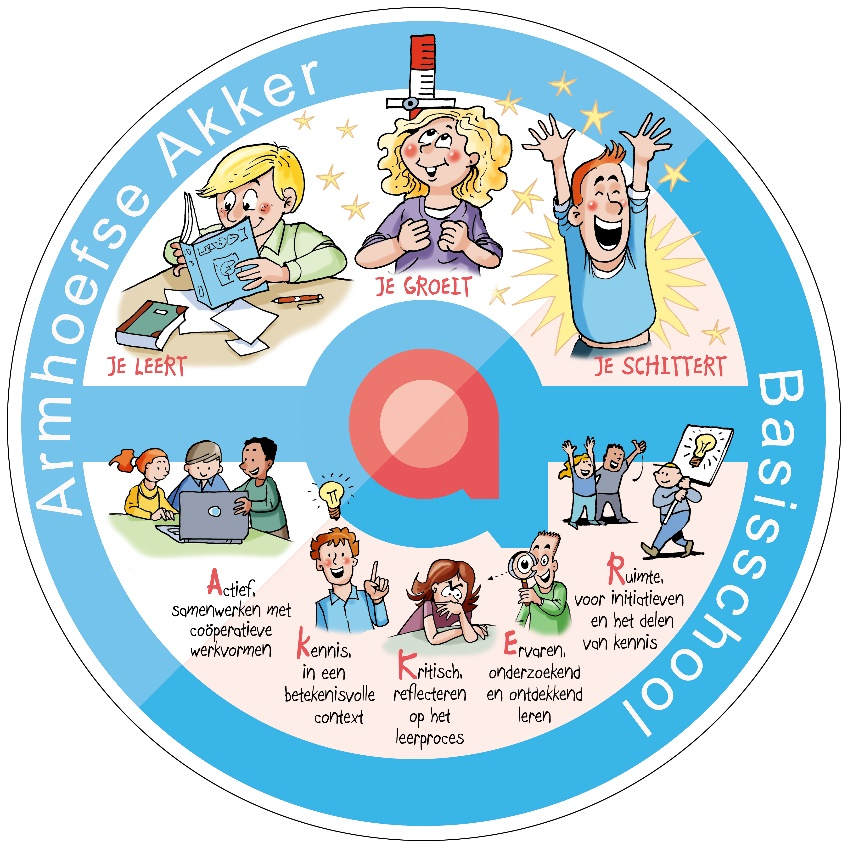 Armhoefse Akker
Basisschool
JE LEERT
JE GROEIT
JE SCHITTERT
Actief,
samenwerken met
coöperatieve
werkvormen
Kennis,
in een
betekenisvolle
context
Kritisch,
reflecteren
op het
leerproces
Ervaren,
onderzoekend
en ontdekkend
leren
Ruimte,
voor initiatieven
en het delen
van kennis